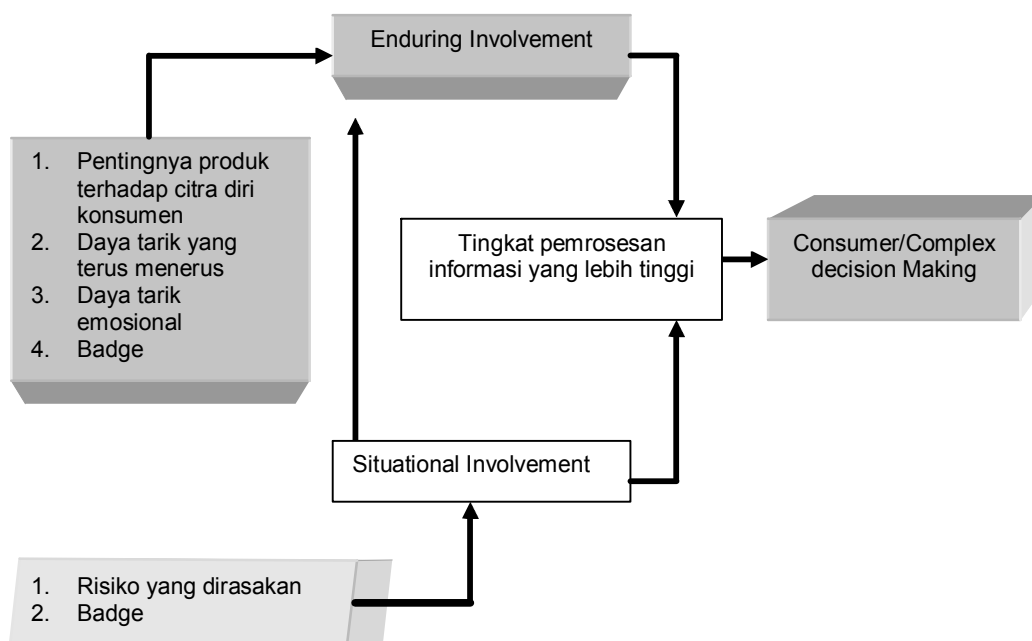 Enduring Involvement
1. Pentingnya produk
terhadap citra diri
konsumen
2. Daya tarik yang
terus menerus
3. Daya tarik
emosional
4. Badge
Tingkat pemrosesan
informasi yang lebih tinggi
Consumer/Complex
decision Making
Situational Involvement
1. Risiko yang dirasakan
2. Badge